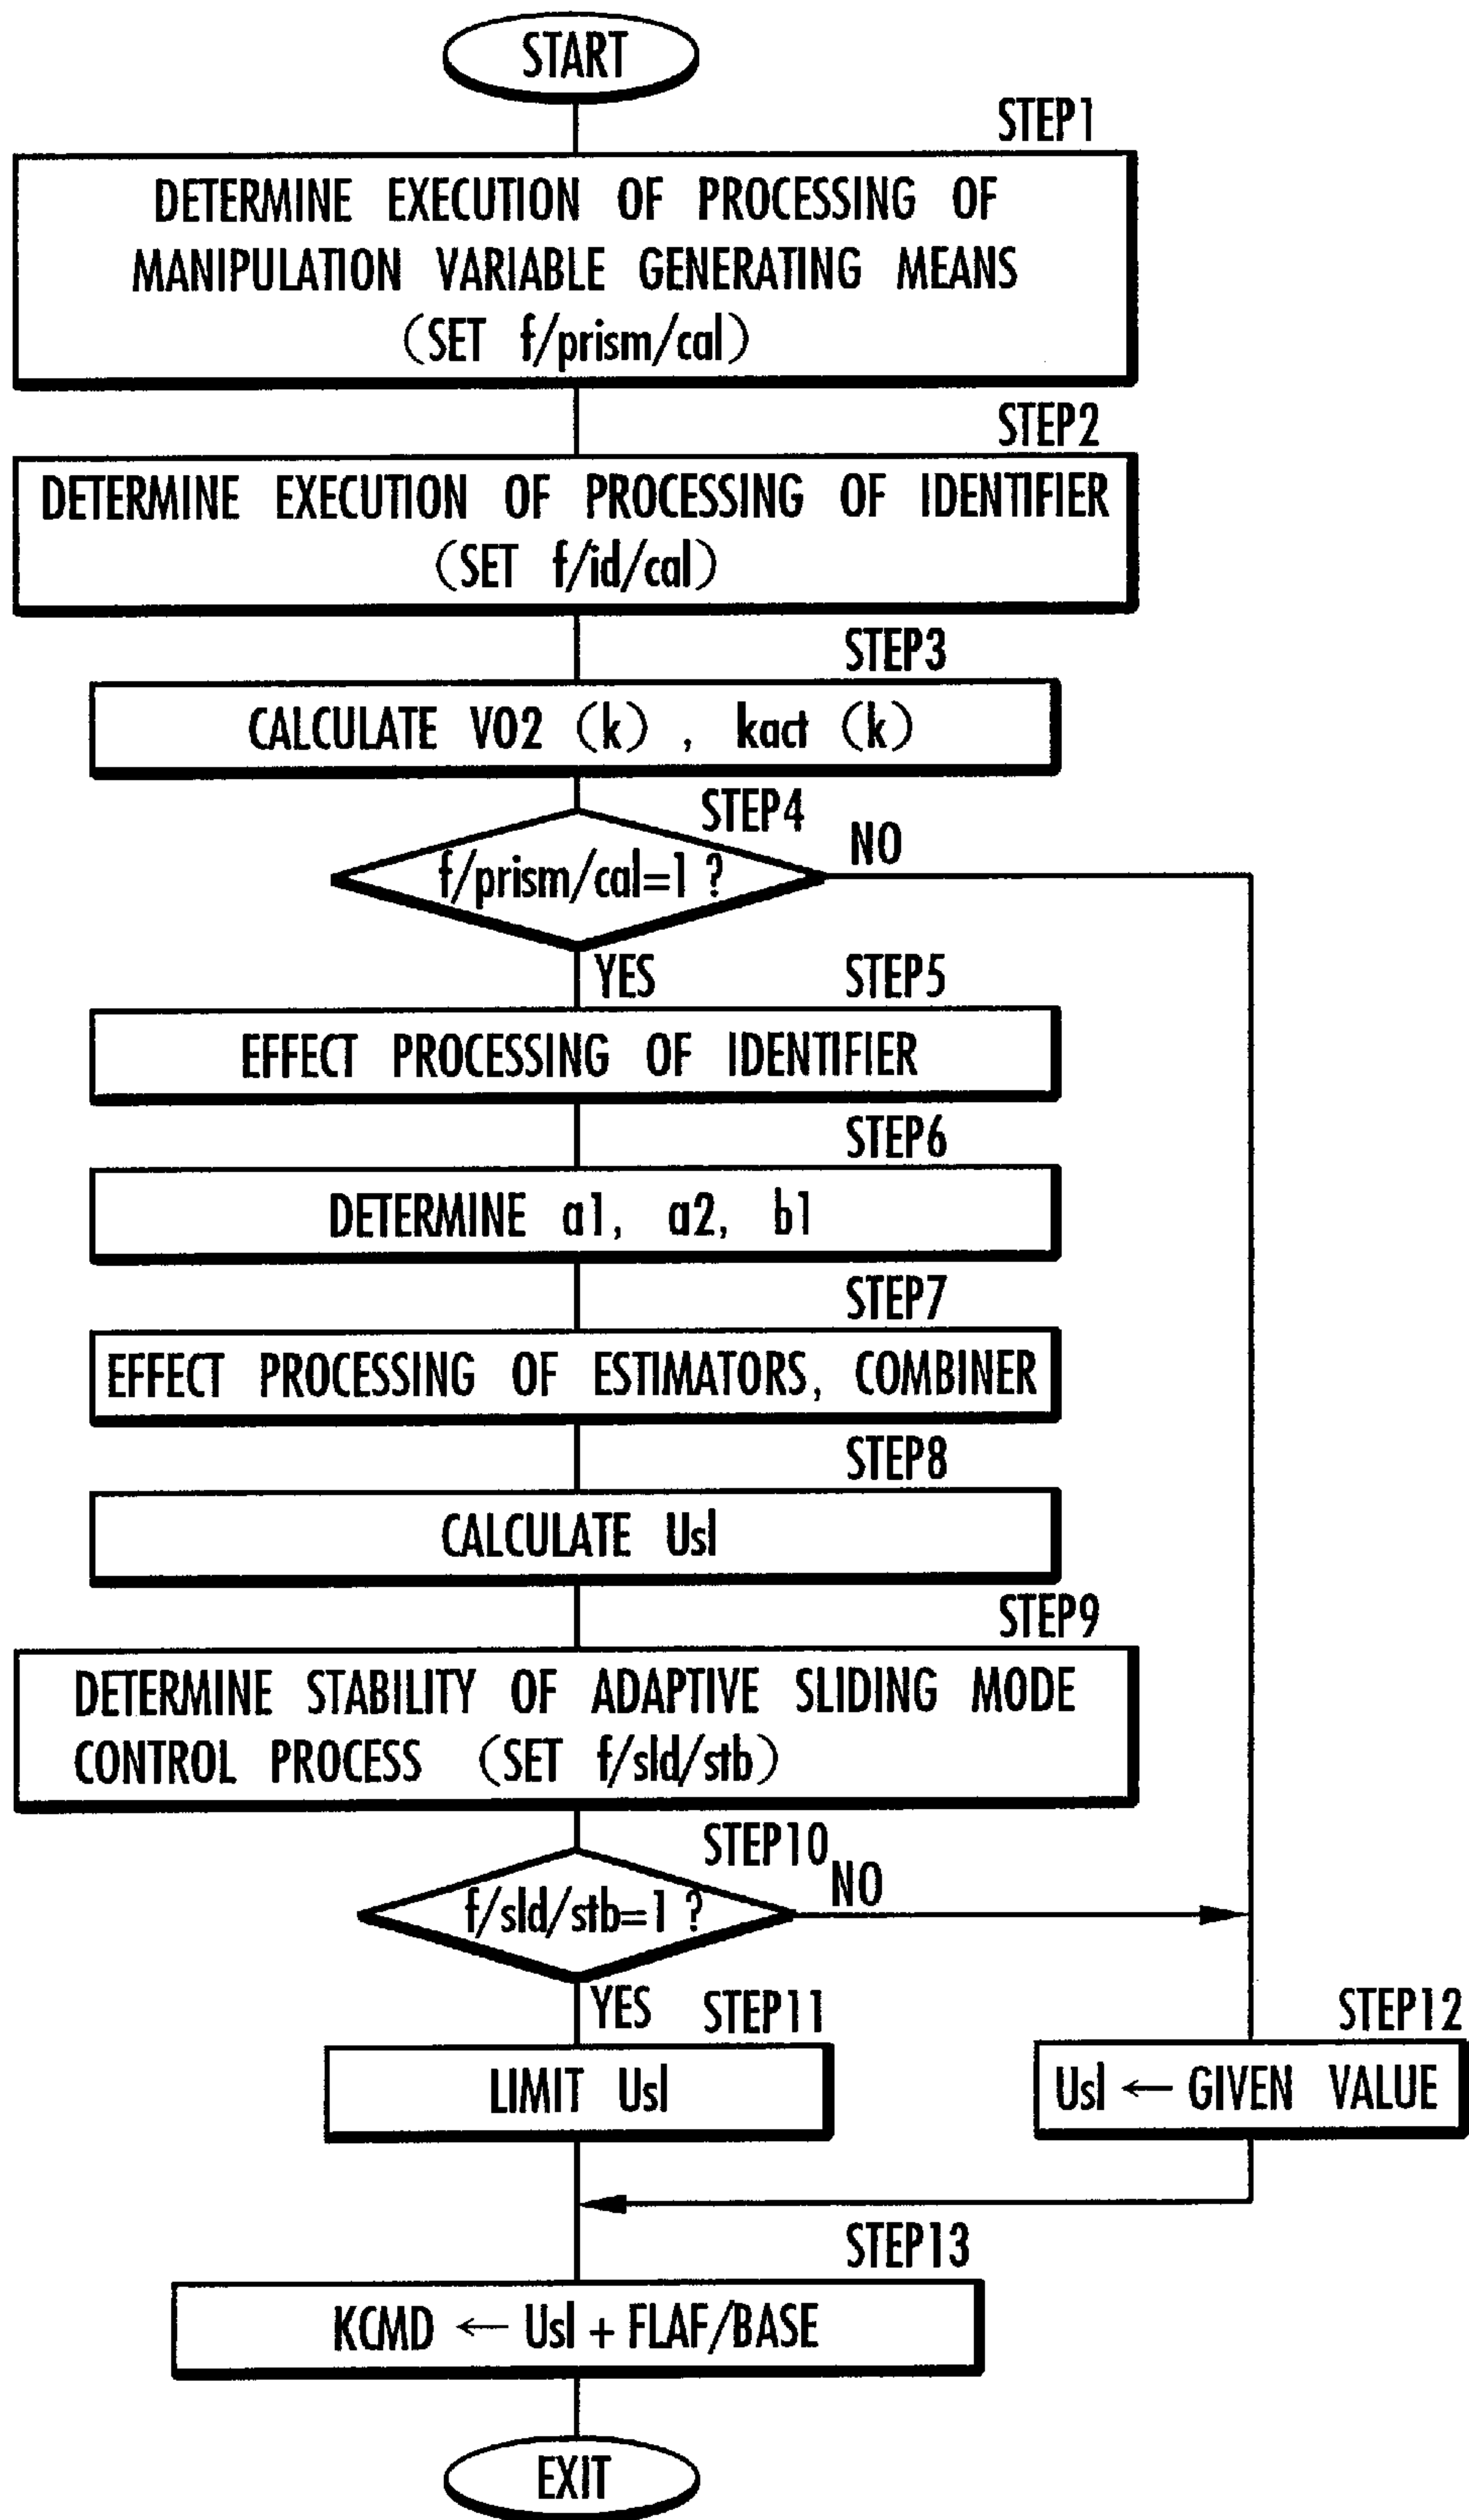 START
STEP1
DETERMINE EXECUTION OF PROCESSING OF
MANIPULATION VARIABLE GENERATING MEANS
(SET f/prism/cal)
STEP2
DETERMINE EXECUTION OF PROCESSING OF IDENTIFIER
(SET f/id/cal)
STEP3
CALCULATE VO2 (k) , kact (k)
STEP4
f/prism/cal=1 ?
NO
YES
STEP5
EFFECT PROCESSING OF IDENTIFIER
STEP6
DETERMINE a1, a2, b1
STEP7
EFFECT PROCESSING OF ESTIMATORS, COMBINER
STEP8
CALCULATE Usl
STEP9
DETERMINE STABILITY OF ADAPTIVE SLIDING MODE
CONTROL PROCESS (SET f/sld/stb)
STEP10
f/sld/stb=1 ?
NO
YES
STEP11
LIMIT Usl
STEP12
Usl ← GIVEN VALUE
STEP13
KCMD ← Usl + FLAF/BASE
EXIT